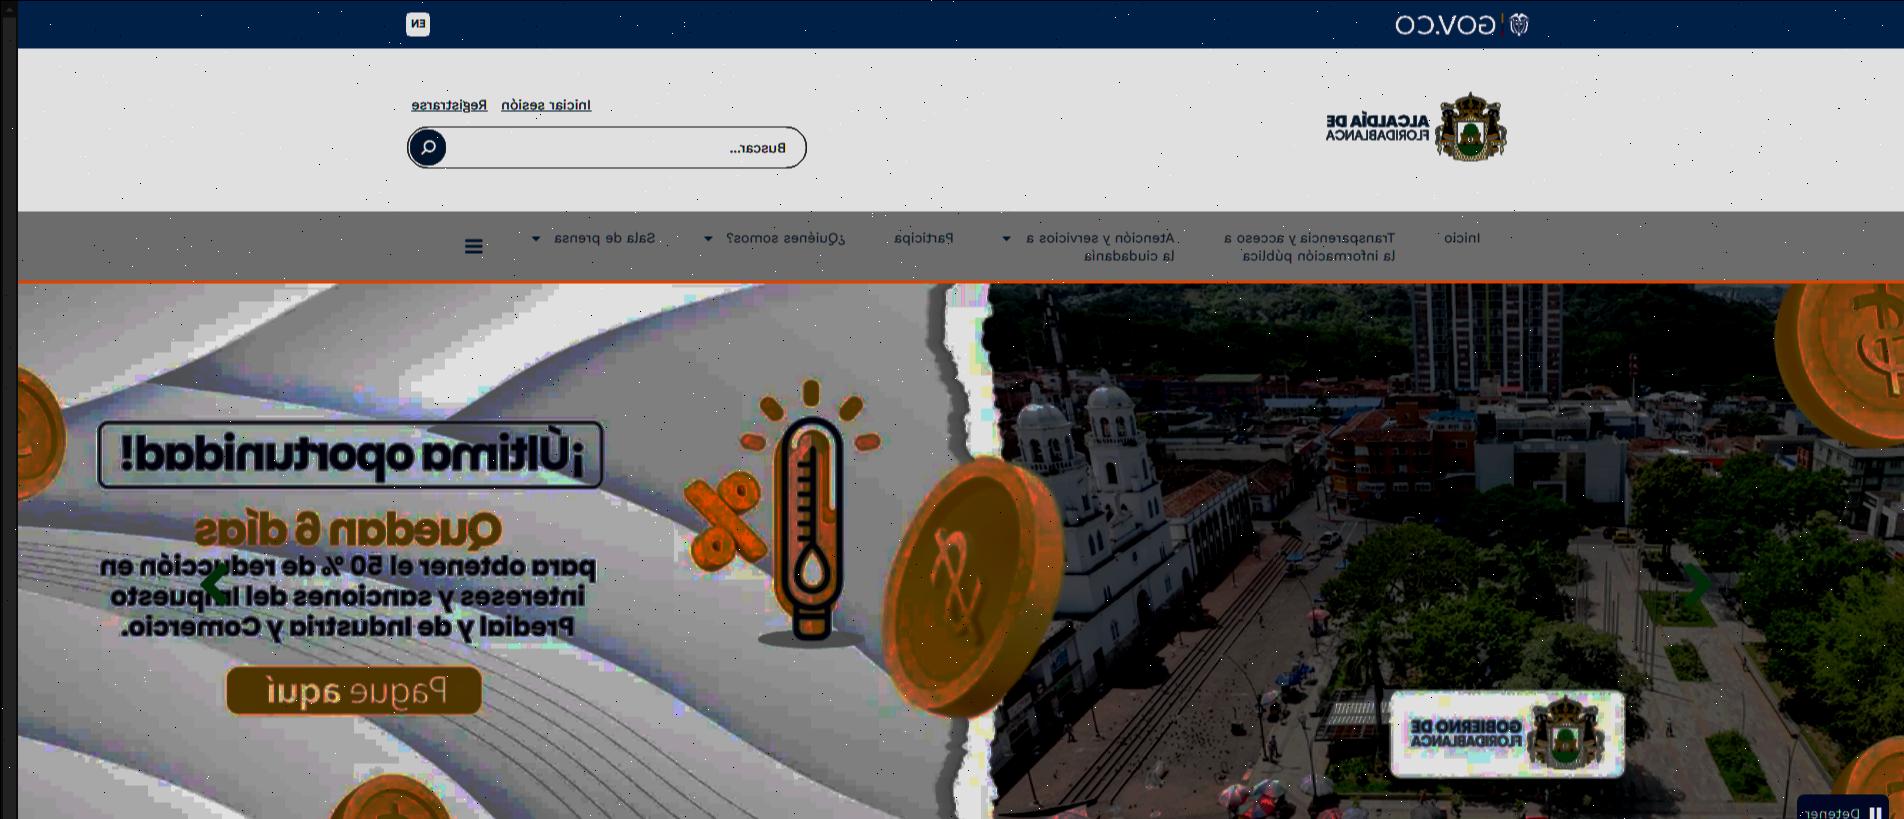 GOV.CO
EN
ALCALDÍA DE
FLORIDABLANCA
Iniciar sesión
Registrarse
Buscar...
Inicio
Transparencia y acceso a
la información pública
Atención y servicios a
la ciudadanía
Participa
¿Quiénes somos?
Sala de prensa
¡Última oportunidad!
Quedan 6 días
para obtener el 50 % de reducción en
intereses y sanciones del Impuesto
Predial y de Industria y Comercio.
Pague aquí
GOBIERNO DE
FLORIDABLANCA
Detener